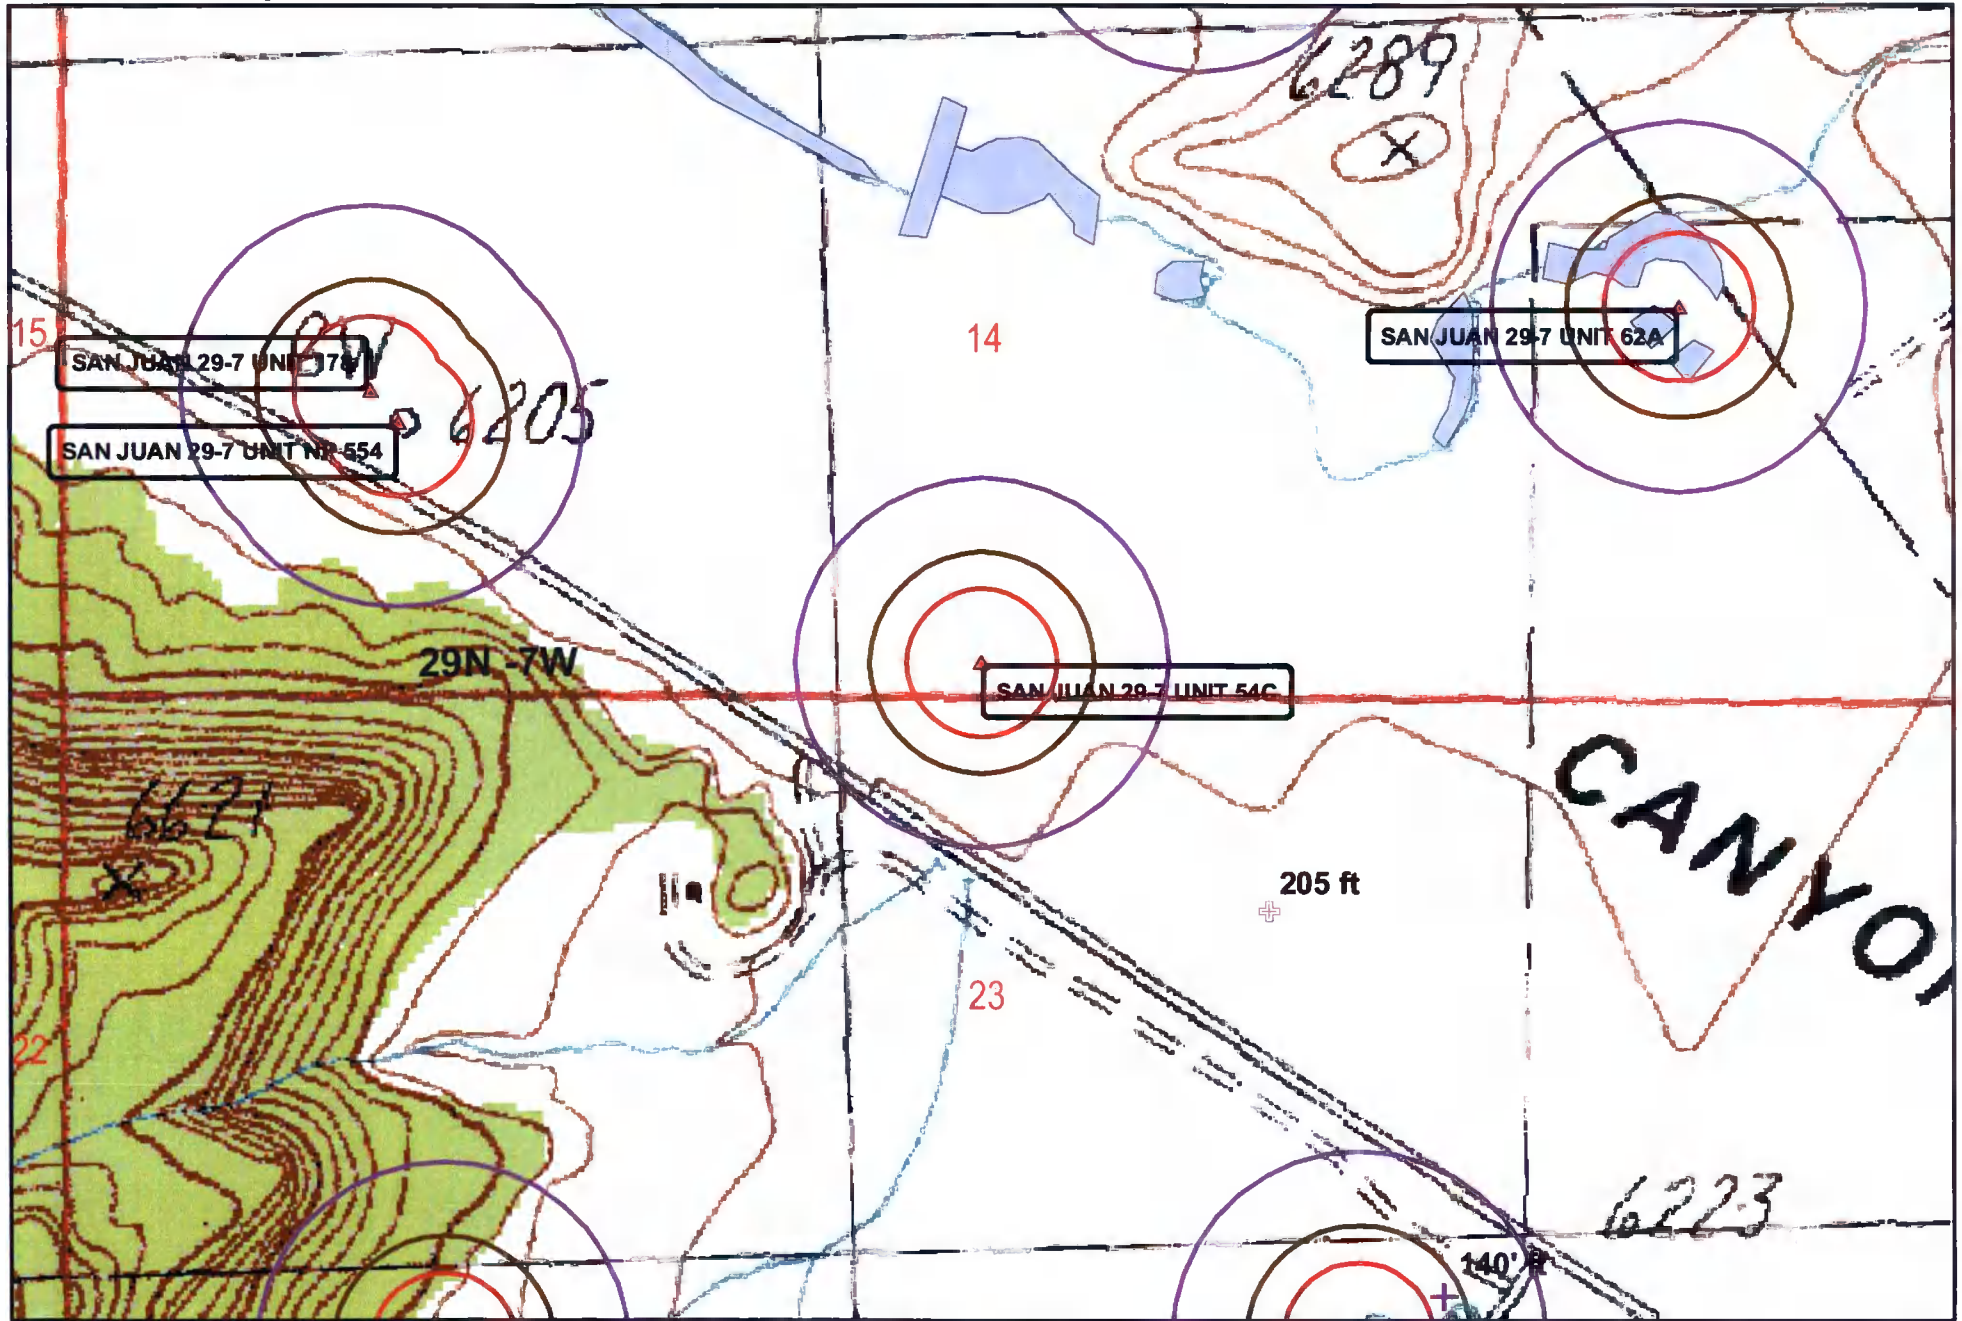 6289
15
14
SAN JUAN 29-7 UNIT 178
BW
SAN JUAN 29-7 UNIT 62A
6205
SAN JUAN 29-7 UNIT NP 554
29N -7W
SAN JUAN 29-7 UNIT 54C
CANYO
6621
205 ft
23
22
6223
140'